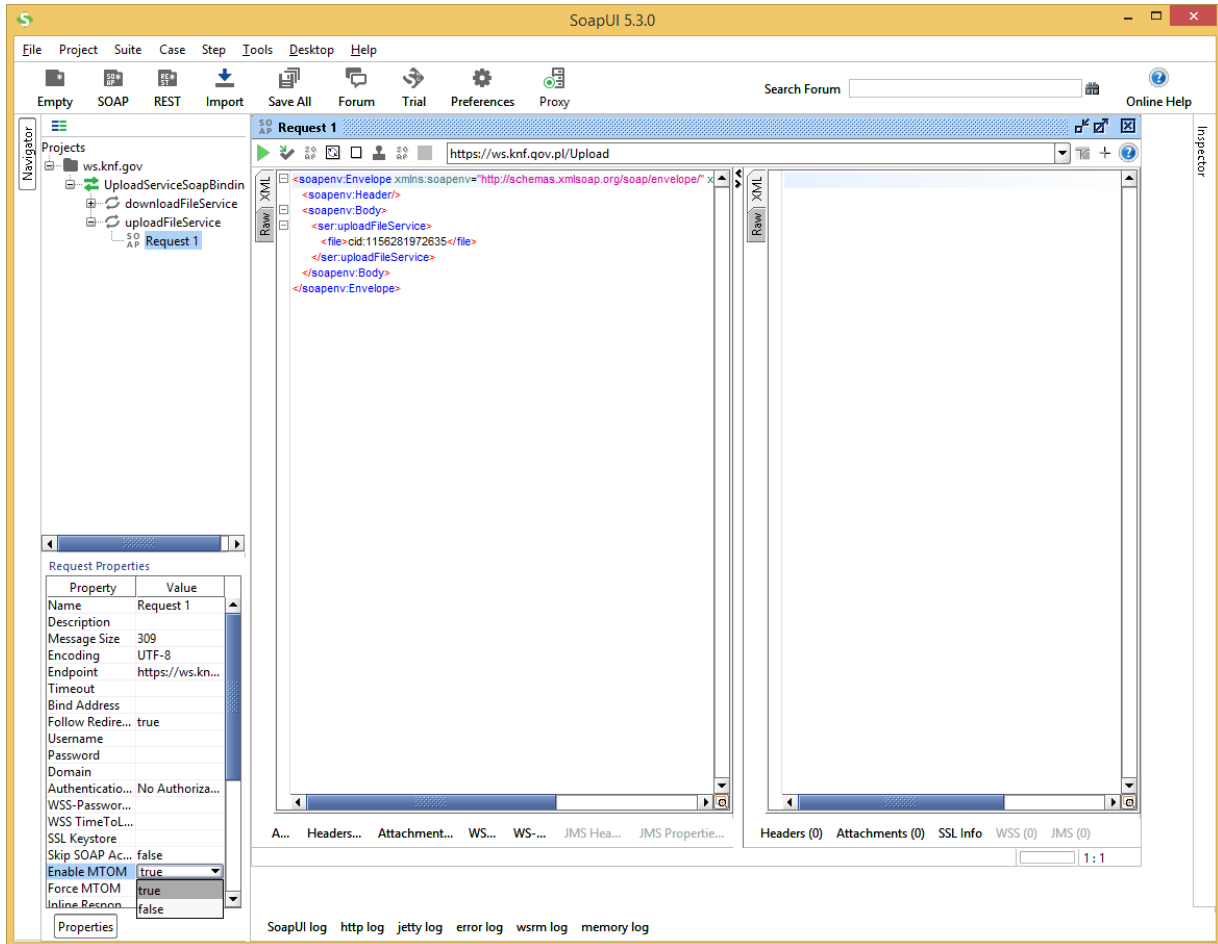 SoapUI 5.3.0
File Project Suite Case Step Tools Desktop Help
Empty SOAP REST Import Save All Forum Trial Preferences Proxy Search Forum Online Help
Navigator
Projects
ws.knf.gov
UploadServiceSoapBindin
downloadFileService
uploadFileService
SO AP Request 1
SO AP Request 1
https://ws.knf.gov.pl/Upload
XML
Raw
<soapenv:Envelope xmlns:soapenv="http://schemas.xmlsoap.org/soap/envelope/" x
<soapenv:Header/>
<soapenv:Body>
<ser:uploadFileService>
<file>cid:1156281972635</file>
</ser:uploadFileService>
</soapenv:Body>
</soapenv:Envelope>
XML
Raw
Inspector
A... Headers... Attachment... WS... WS-... JMS Hea... JMS Propertie...
Headers (0) Attachments (0) SSL Info WSS (0) JMS (0)
1 : 1
Request Properties
Property Value
Name Request 1
Description
Message Size 309
Encoding UTF-8
Endpoint https://ws.kn...
Timeout
Bind Address
Follow Redire... true
Username
Password
Domain
Authenticatio... No Authoriza...
WSS-Passwor...
WSS TimeToL...
SSL Keystore
Skip SOAP Ac... false
Enable MTOM true
Force MTOM true
Inline Respon false
Properties
SoapUI log http log jetty log error log wsrm log memory log